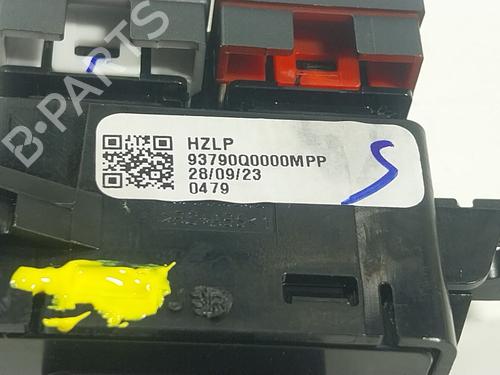 B-PARTS
HZLP
93790Q0000MPP
28/09/23
0479
S